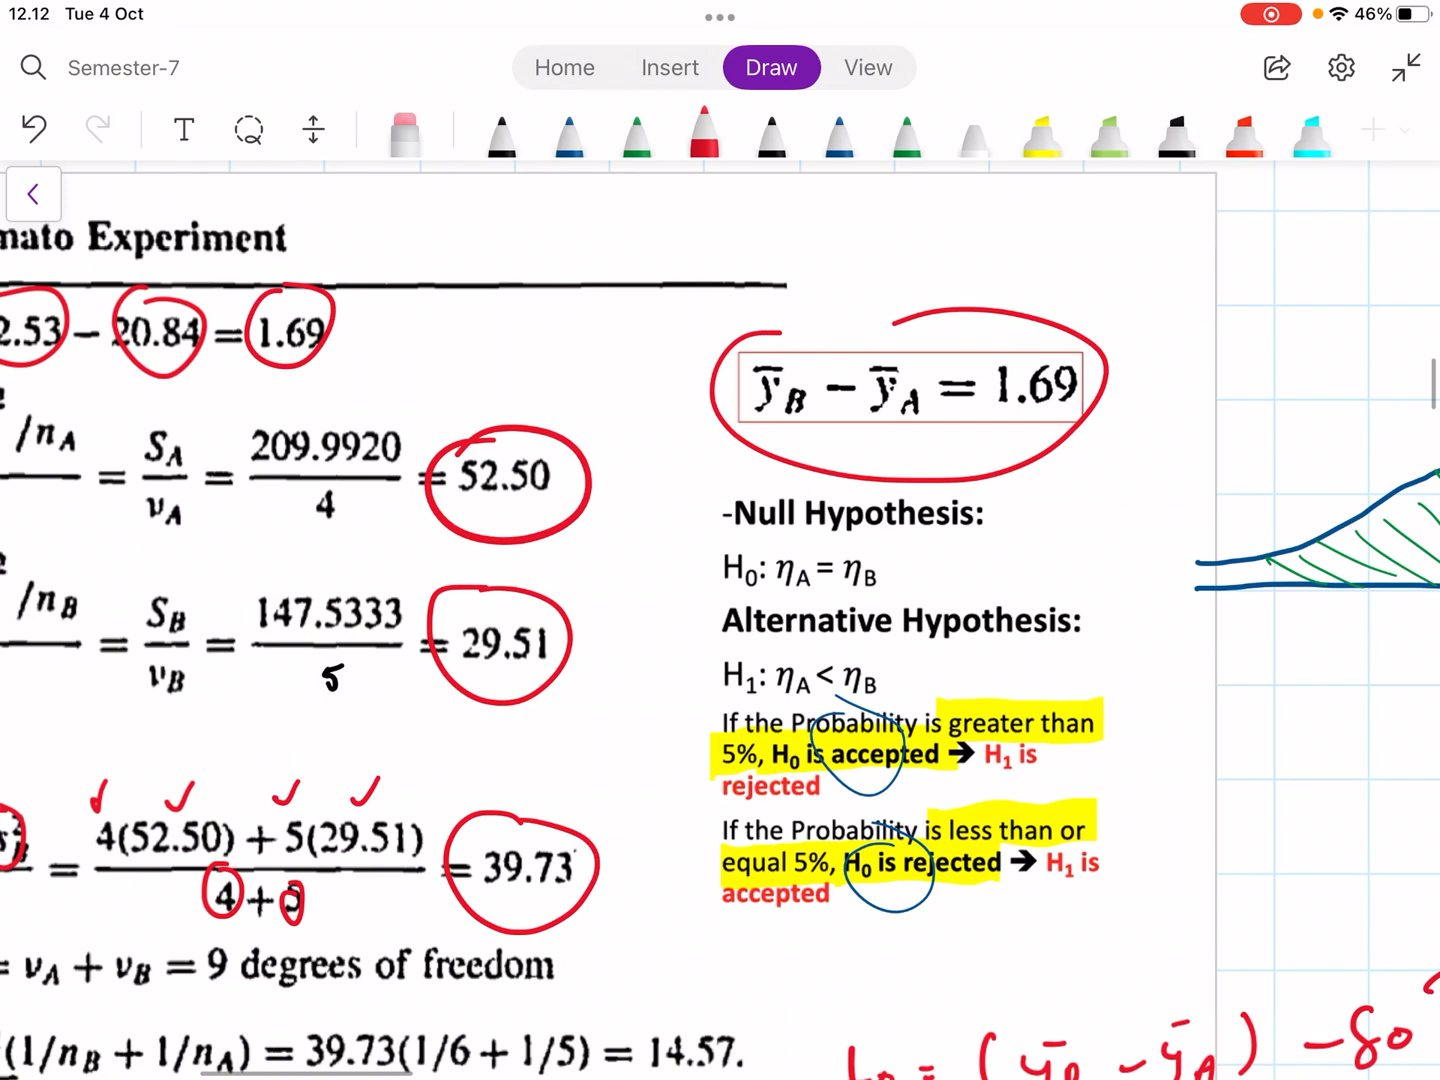 12.12 Tue 4 Oct
46%
Semester-7
Home Insert Draw View
T
mato Experiment
2.53 − 20.84 = 1.69
ȳB − ȳA = 1.69
/nA = SA/νA = 209.9920/4 = 52.50
-Null Hypothesis:
H₀: ηA = ηB
/nB = SB/νB = 147.5333/5 = 29.51
Alternative Hypothesis:
H₁: ηA < ηB
If the Probability is greater than
5%, H₀ is accepted ➔ H₁ is
rejected
If the Probability is less than or
equal 5%, H₀ is rejected ➔ H₁ is
accepted
= 4(52.50) + 5(29.51)/4 + 5 = 39.73
= νA + νB = 9 degrees of freedom
(1/nB + 1/nA) = 39.73(1/6 + 1/5) = 14.57.
= (ȳB − ȳA) − δ0